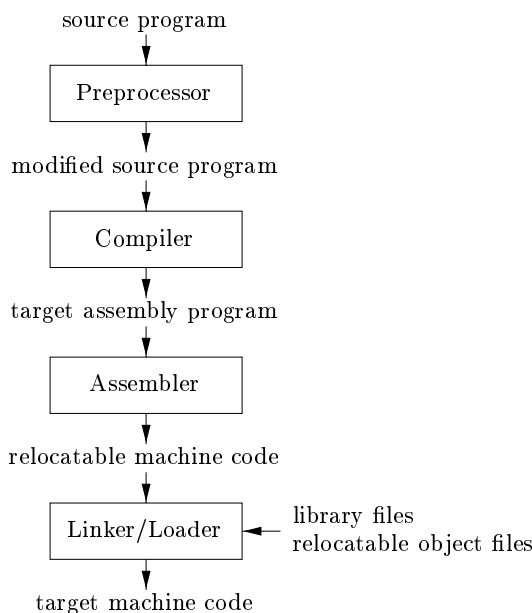 source program
Preprocessor
modified source program
Compiler
target assembly program
Assembler
relocatable machine code
Linker/Loader
library files
relocatable object files
target machine code